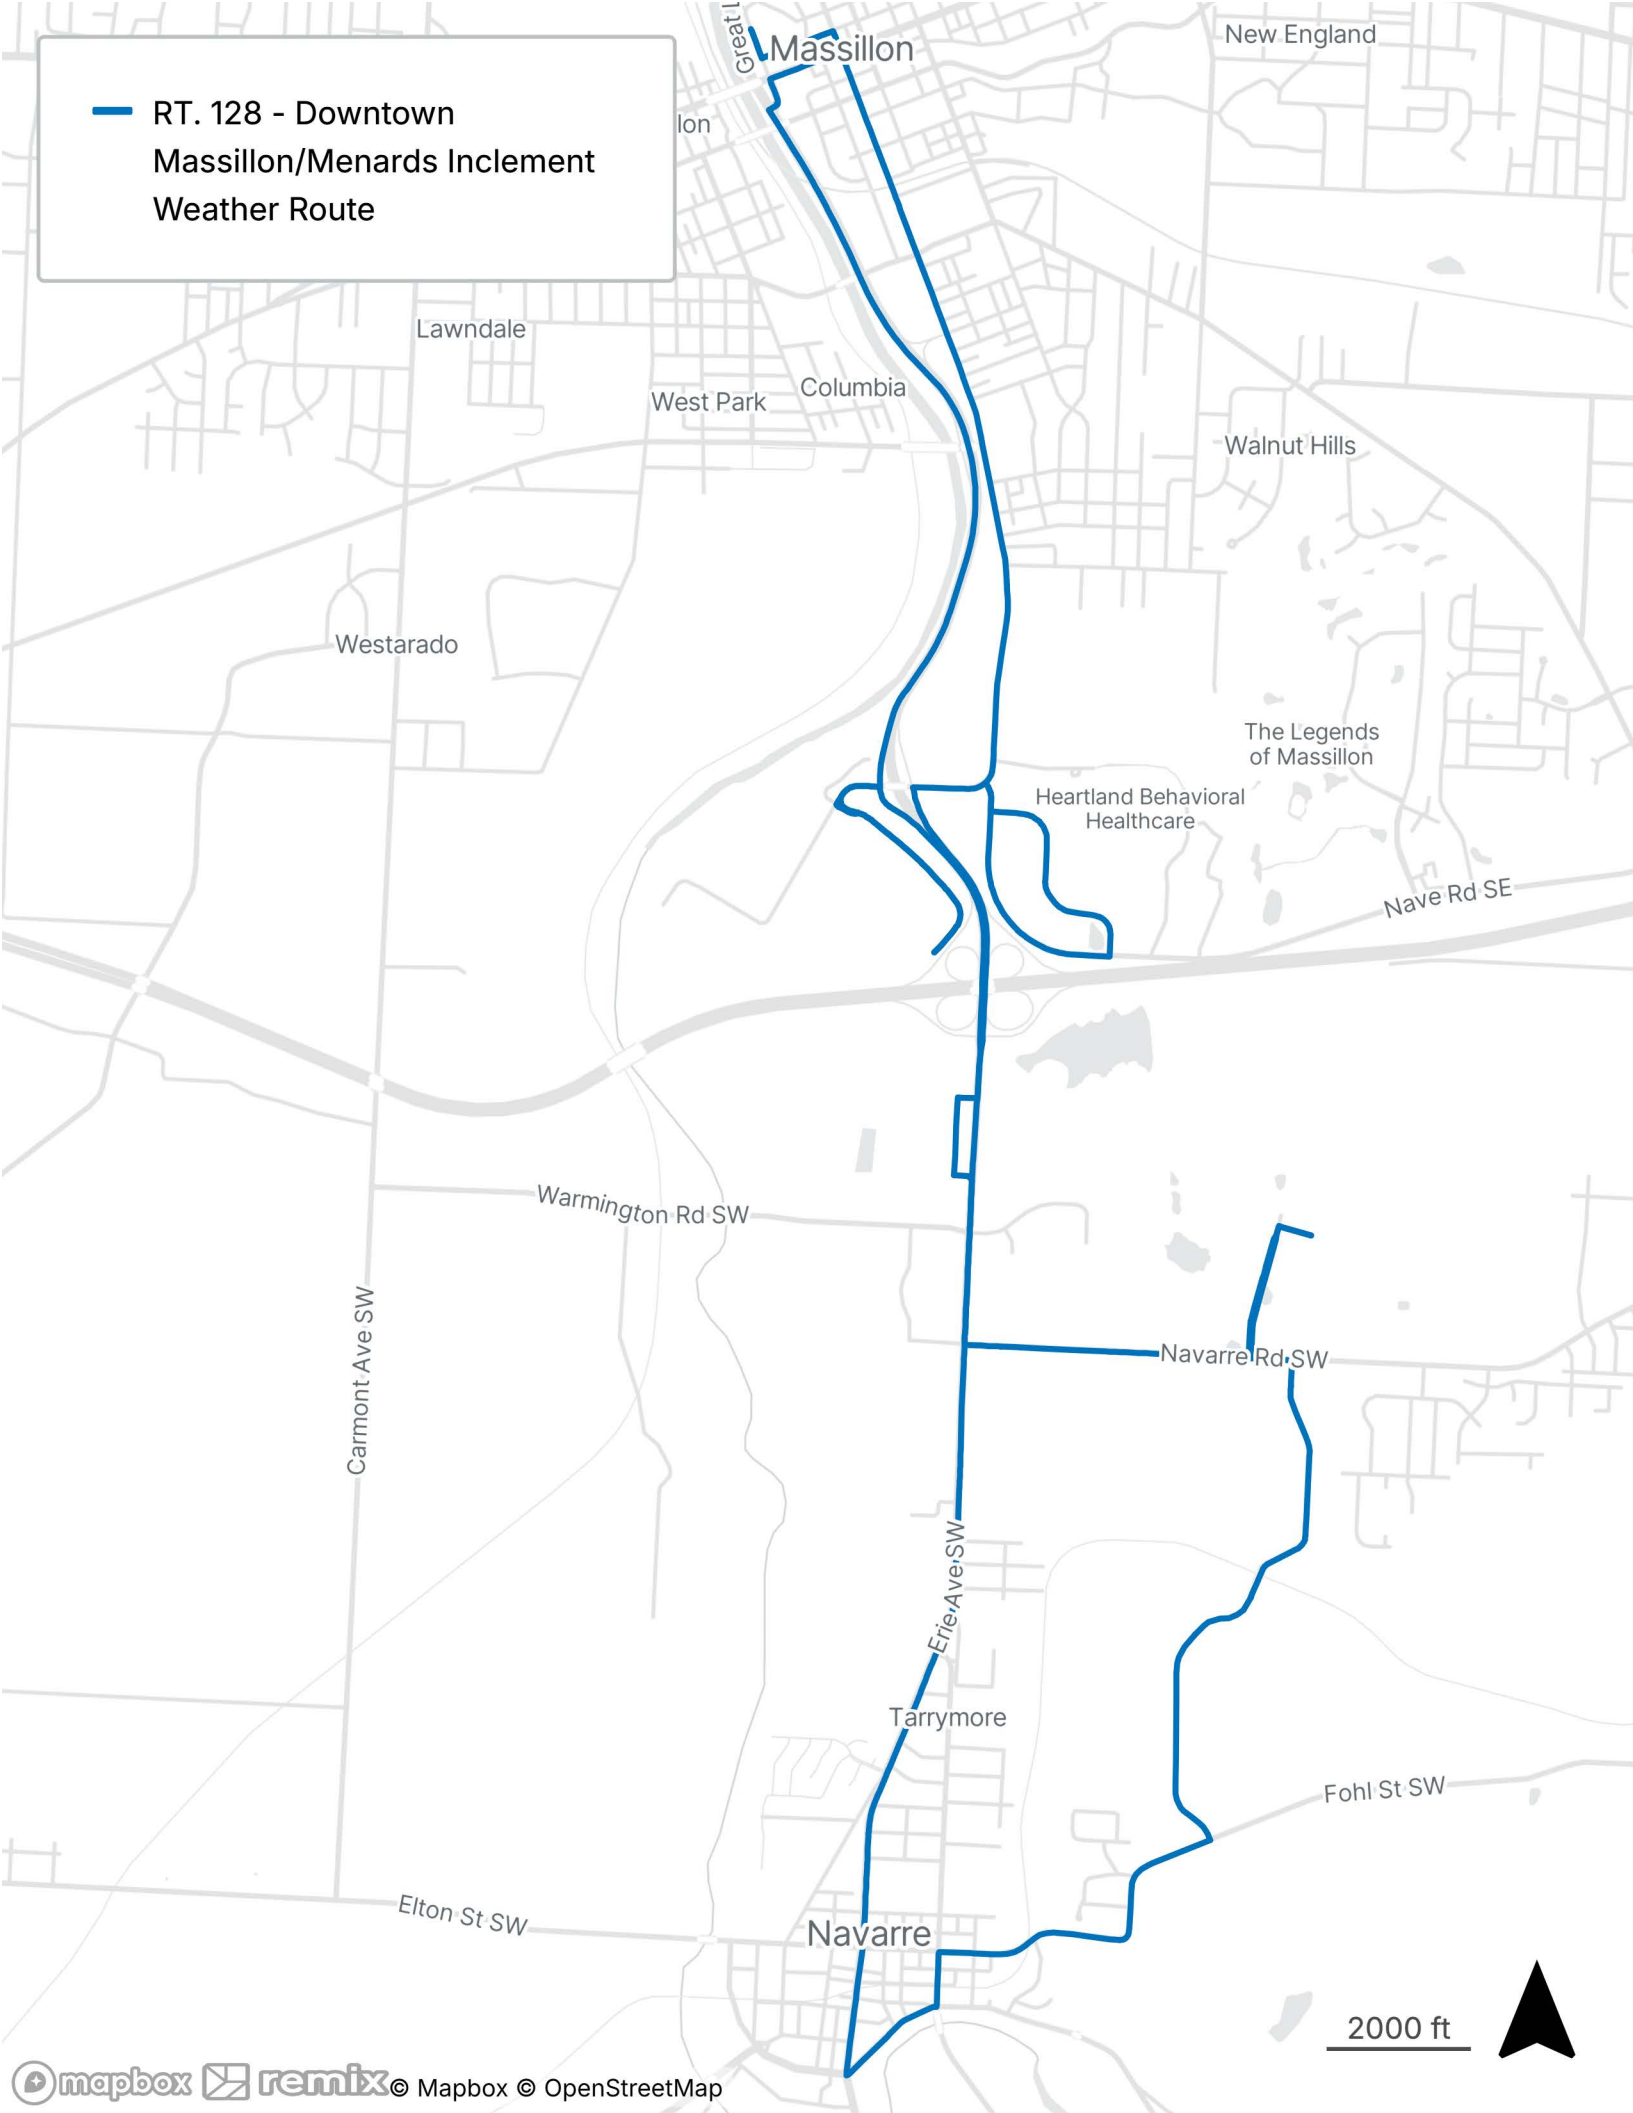 Great
Massillon
New England
RT. 128 - Downtown
Massillon/Menards Inclement
Weather Route
lon
Lawndale
West Park
Columbia
Walnut Hills
Westarado
The Legends
of Massillon
Heartland Behavioral
Healthcare
Nave Rd SE
Warmington Rd SW
Carmont Ave SW
Navarre Rd SW
Erie Ave SW
Tarrymore
Fohl St SW
Elton St SW
Navarre
2000 ft
mapbox remix © Mapbox © OpenStreetMap